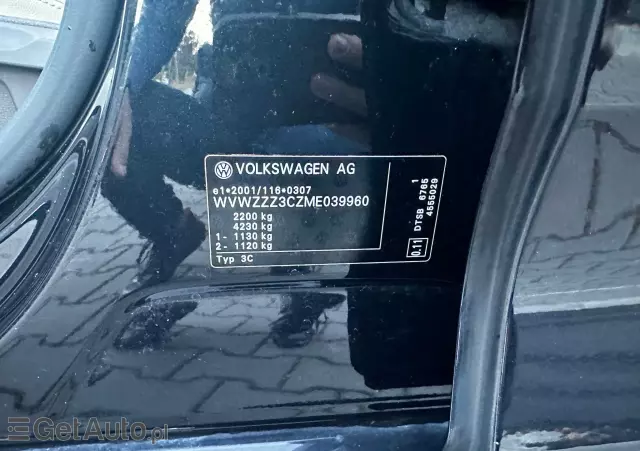 VOLKSWAGEN AG
e1*2001/116*0307
WVWZZZ3CZME039960
2200 kg
4230 kg
1- 1130 kg
2- 1120 kg
Typ 3C
0.11
DTSB 6765 1
4555029
GetAuto.pl